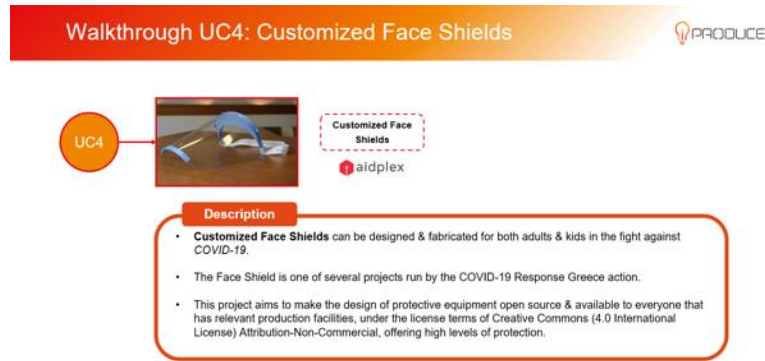 Walkthrough UC4: Customized Face Shields
iPRODUCE
UC4
Customized Face
Shields
aidplex
Description
• Customized Face Shields can be designed & fabricated for both adults & kids in the fight against
COVID-19.
• The Face Shield is one of several projects run by the COVID-19 Response Greece action.
• This project aims to make the design of protective equipment open source & available to everyone that
has relevant production facilities, under the license terms of Creative Commons (4.0 International
License) Attribution-Non-Commercial, offering high levels of protection.